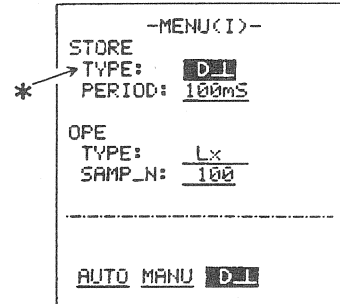 -MENU(I)-
STORE
TYPE: D_I
* PERIOD: 100mS
OPE
TYPE: Lx
SAMP_N: 100
AUTO MANU D_I